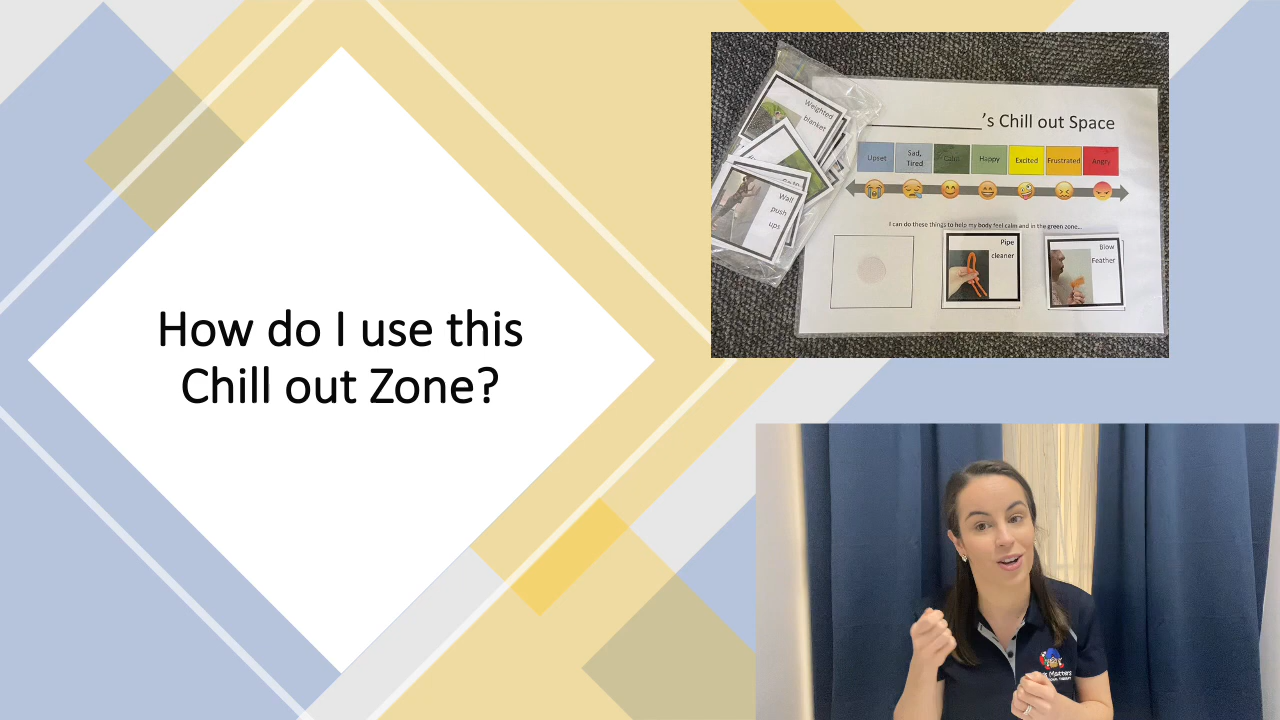 How do I use this
Chill out Zone?
Weighted
blanket
Wall
push
ups
____________'s Chill out Space
Upset
Sad,
Tired
Calm
Happy
Excited
Frustrated
Angry
I can do these things to help my body feel calm and in the green zone...
Pipe
cleaner
Blow
Feather
Matters